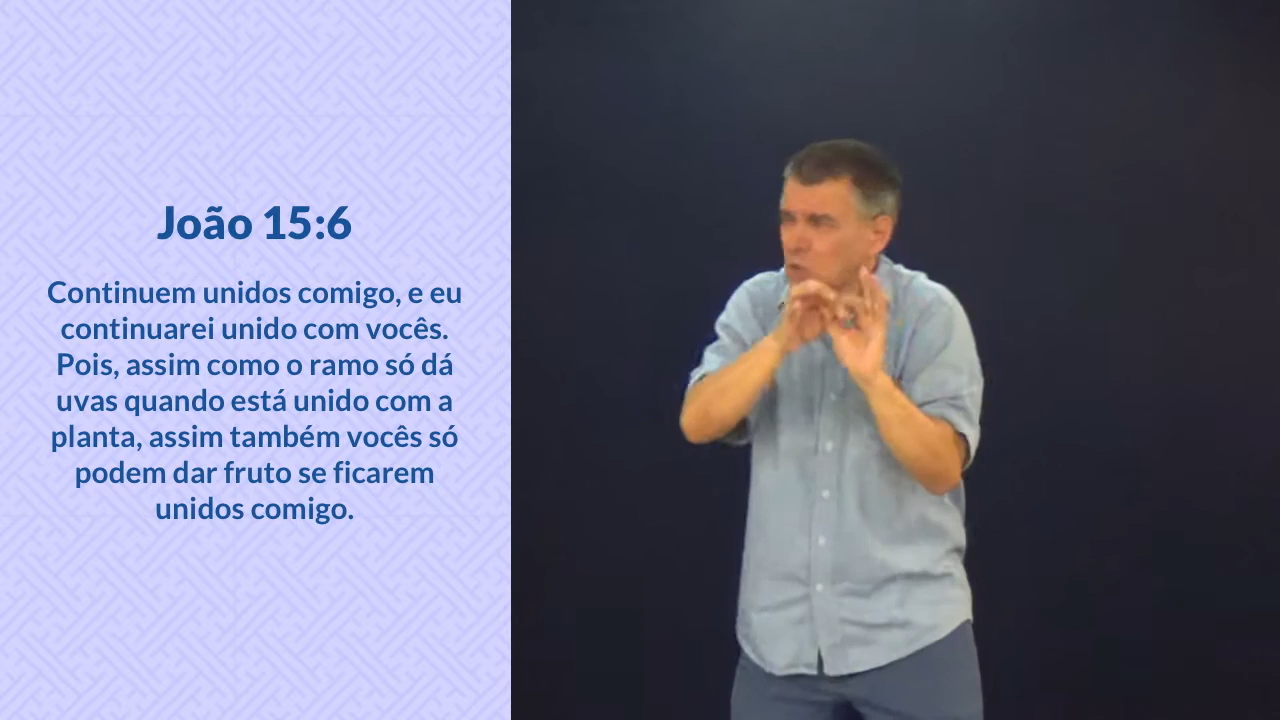 João 15:6
Continuem unidos comigo, e eu
continuarei unido com vocês.
Pois, assim como o ramo só dá
uvas quando está unido com a
planta, assim também vocês só
podem dar fruto se ficarem
unidos comigo.